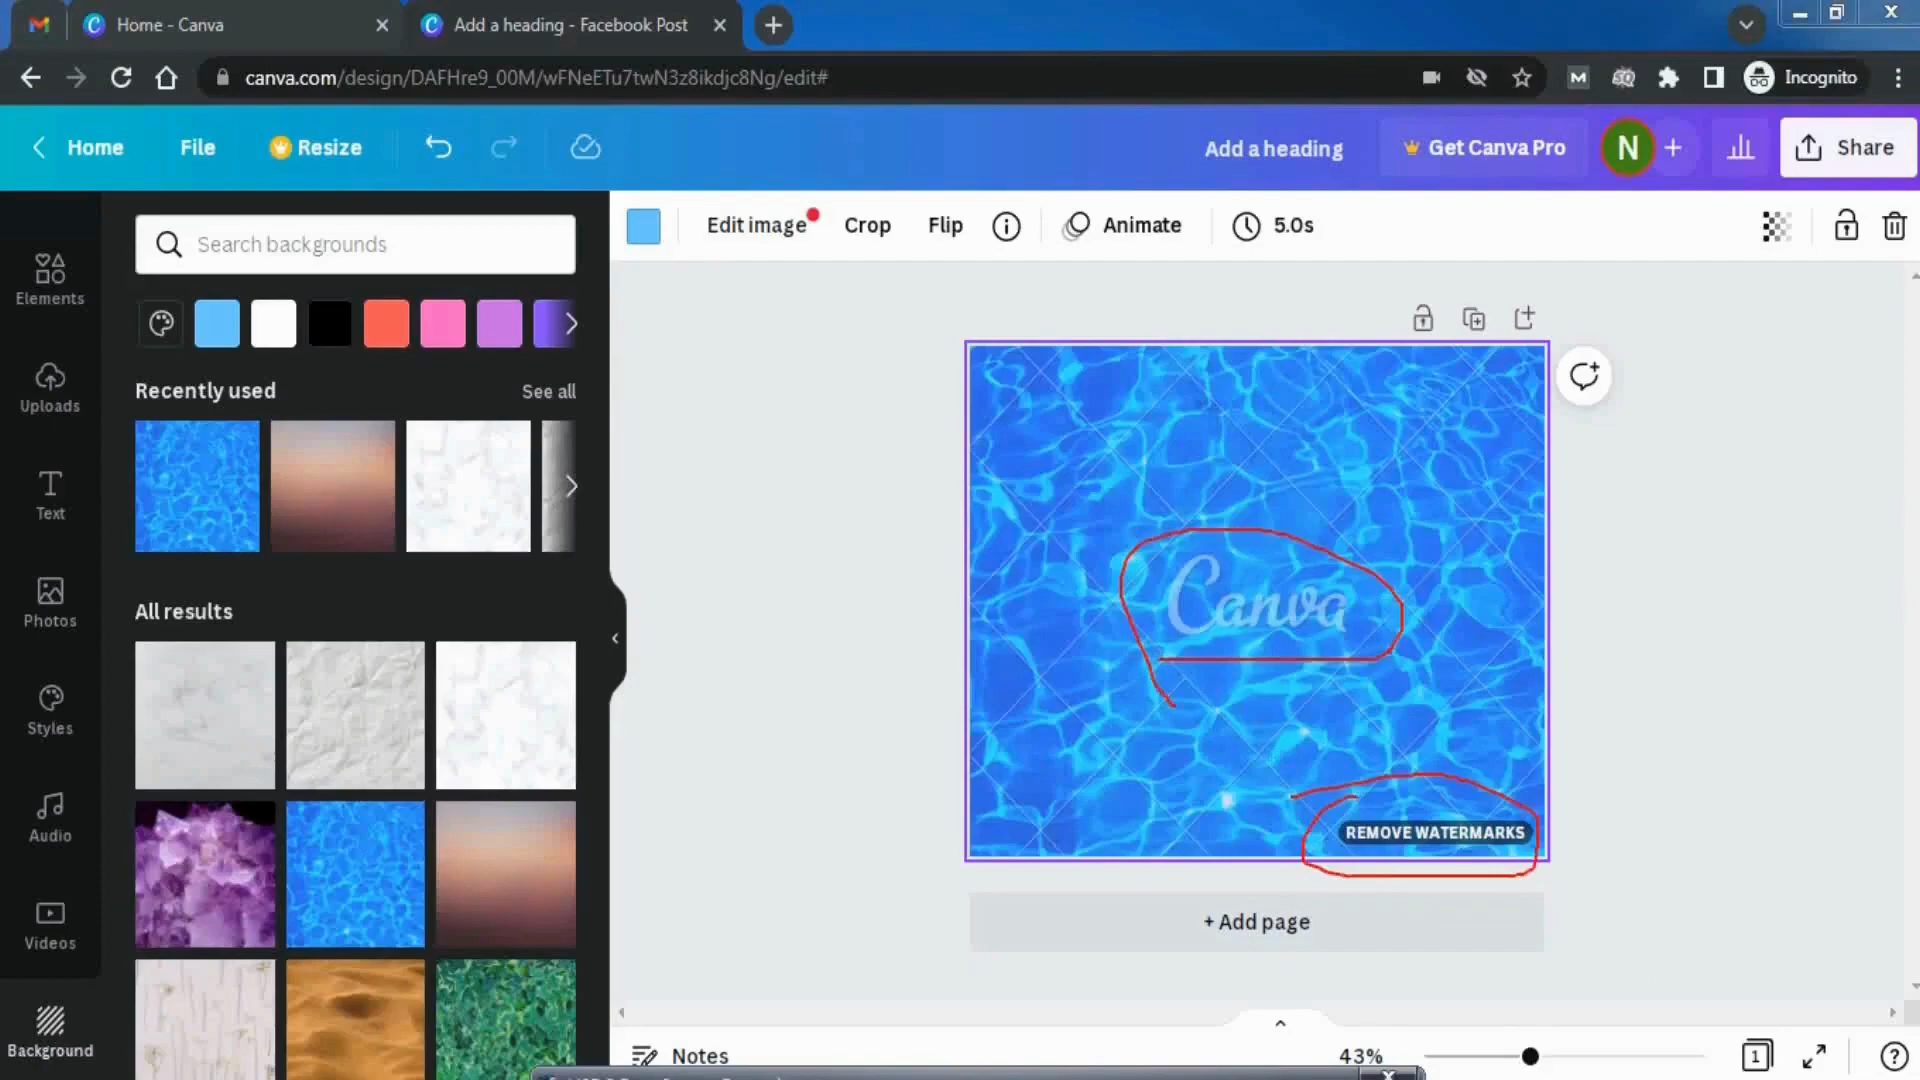 Home - Canva
Add a heading - Facebook Post
canva.com/design/DAFHre9_00M/wFNeETu7twN3z8ikdjc8Ng/edit#
Incognito
Home
File
Resize
Add a heading
Get Canva Pro
N
Share
Search backgrounds
Edit image
Crop
Flip
Animate
5.0s
Elements
Uploads
Text
Photos
Styles
Audio
Videos
Background
Recently used
See all
All results
Canva
REMOVE WATERMARKS
+ Add page
Notes
43%
1